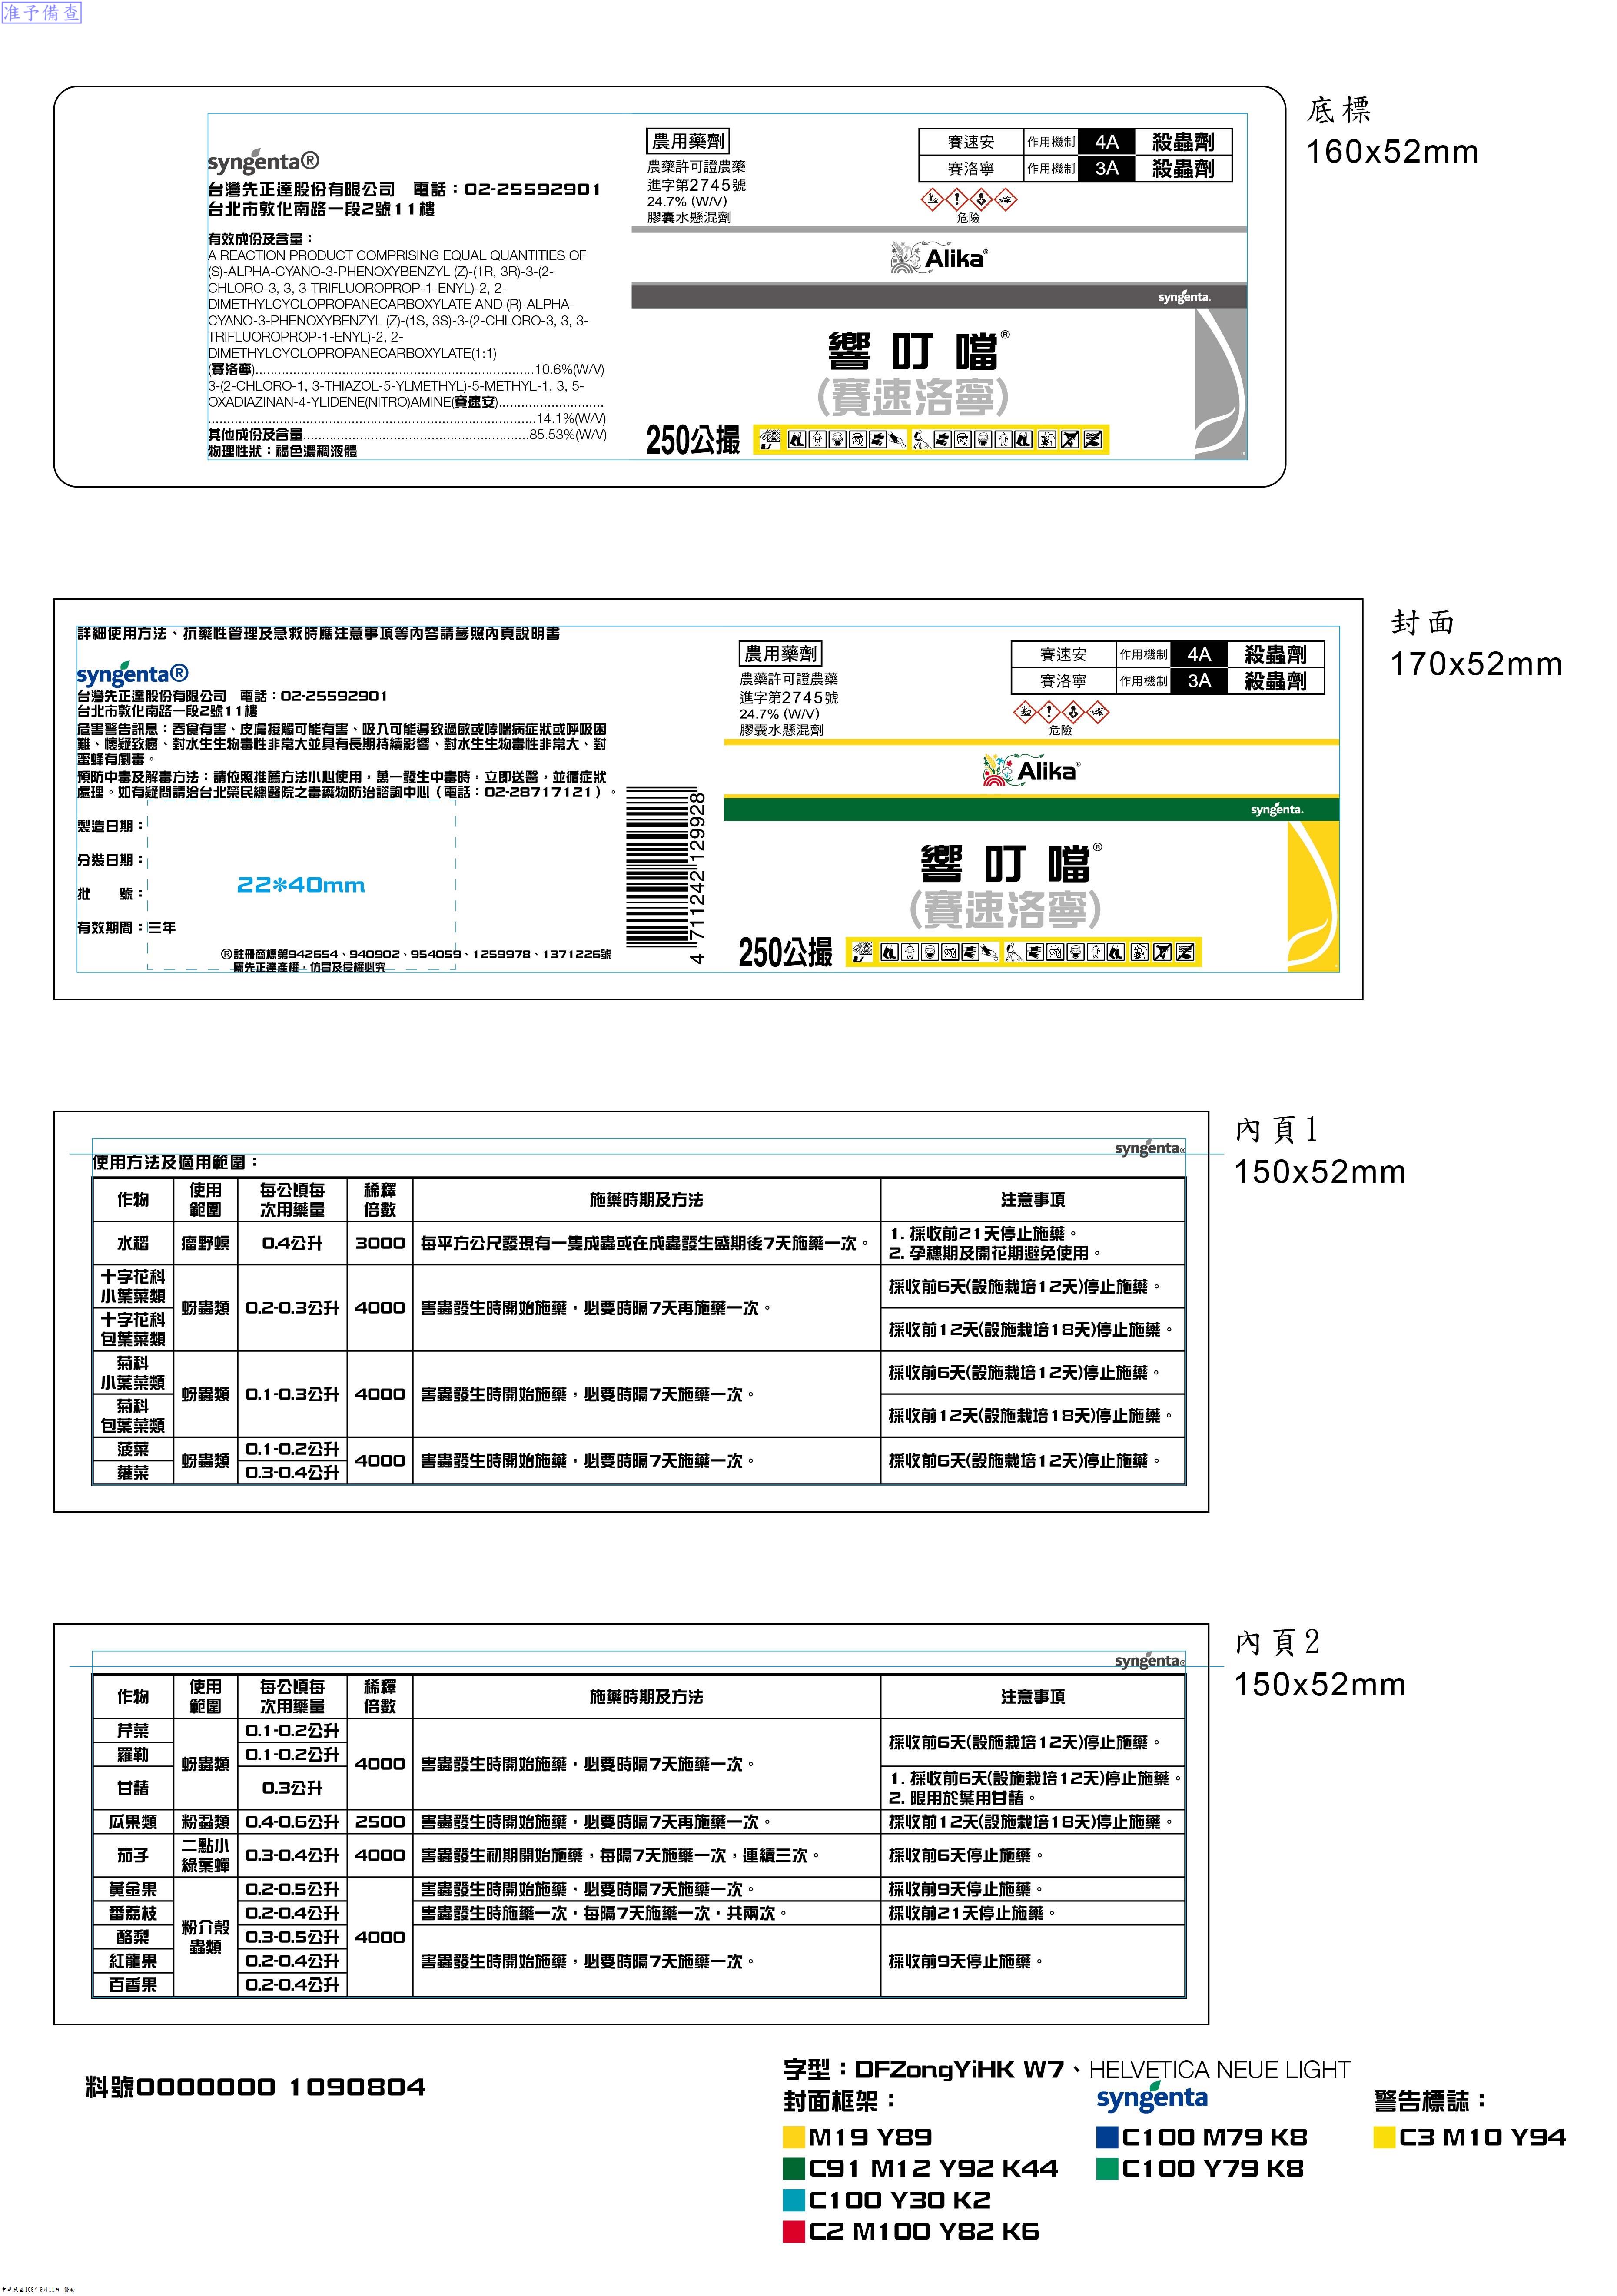 准予備查
底標
160x52mm
syngenta®
台灣先正達股份有限公司　電話：02-25592901
台北市敦化南路一段2號11樓
有效成份及含量：
A REACTION PRODUCT COMPRISING EQUAL QUANTITIES OF
(S)-ALPHA-CYANO-3-PHENOXYBENZYL (Z)-(1R, 3R)-3-(2-
CHLORO-3, 3, 3-TRIFLUOROPROP-1-ENYL)-2, 2-
DIMETHYLCYCLOPROPANECARBOXYLATE AND (R)-ALPHA-
CYANO-3-PHENOXYBENZYL (Z)-(1S, 3S)-3-(2-CHLORO-3, 3, 3-
TRIFLUOROPROP-1-ENYL)-2, 2-
DIMETHYLCYCLOPROPANECARBOXYLATE(1:1)
(賽洛寧)..........................................................................10.6%(W/V)
3-(2-CHLORO-1, 3-THIAZOL-5-YLMETHYL)-5-METHYL-1, 3, 5-
OXADIAZINAN-4-YLIDENE(NITRO)AMINE(賽速安)............................
.......................................................................................14.1%(W/V)
其他成份及含量............................................................85.53%(W/V)
物理性狀：褐色濃稠液體
農用藥劑
農藥許可證農藥
進字第2745號
24.7% (W/V)
膠囊水懸混劑
賽速安 作用機制 4A 殺蟲劑
賽洛寧 作用機制 3A 殺蟲劑
危險
Alika®
syngenta.
響叮噹®
(賽速洛寧)
250公撮
封面
170x52mm
詳細使用方法、抗藥性管理及急救時應注意事項等內容請參照內頁說明書
syngenta®
台灣先正達股份有限公司　電話：02-25592901
台北市敦化南路一段2號11樓
危害警告訊息：吞食有害、皮膚接觸可能有害、吸入可能導致過敏或哮喘病症狀或呼吸困
難、懷疑致癌、對水生生物毒性非常大並具有長期持續影響、對水生生物毒性非常大、對
蜜蜂有劇毒。
預防中毒及解毒方法：請依照推薦方法小心使用，萬一發生中毒時，立即送醫，並循症狀
處理。如有疑問請洽台北榮民總醫院之毒藥物防治諮詢中心（電話：02-28717121）。
製造日期：
分裝日期：
批　　號：
有效期間：三年
22*40mm
®註冊商標第942654、940902、954059、1259978、1371226號
屬先正達產權，仿冒及侵權必究
4 711242 129928
農用藥劑
農藥許可證農藥
進字第2745號
24.7% (W/V)
膠囊水懸混劑
賽速安 作用機制 4A 殺蟲劑
賽洛寧 作用機制 3A 殺蟲劑
危險
Alika®
syngenta.
響叮噹®
(賽速洛寧)
250公撮
內頁1
150x52mm
syngenta®
使用方法及適用範圍：
作物 使用範圍 每公頃每次用藥量 稀釋倍數 施藥時期及方法 注意事項
水稻 瘤野螟 0.4公升 3000 每平方公尺發現有一隻成蟲或在成蟲發生盛期後7天施藥一次。 1. 採收前21天停止施藥。
2. 孕穗期及開花期避免使用。
十字花科小葉菜類 蚜蟲類 0.2-0.3公升 4000 害蟲發生時開始施藥，必要時隔7天再施藥一次。 採收前6天(設施栽培12天)停止施藥。
十字花科包葉菜類 採收前12天(設施栽培18天)停止施藥。
菊科小葉菜類 蚜蟲類 0.1-0.3公升 4000 害蟲發生時開始施藥，必要時隔7天施藥一次。 採收前6天(設施栽培12天)停止施藥。
菊科包葉菜類 採收前12天(設施栽培18天)停止施藥。
菠菜 蚜蟲類 0.1-0.2公升 4000 害蟲發生時開始施藥，必要時隔7天施藥一次。 採收前6天(設施栽培12天)停止施藥。
蕹菜 0.3-0.4公升
內頁2
150x52mm
syngenta®
作物 使用範圍 每公頃每次用藥量 稀釋倍數 施藥時期及方法 注意事項
芹菜 蚜蟲類 0.1-0.2公升 4000 害蟲發生時開始施藥，必要時隔7天施藥一次。 採收前6天(設施栽培12天)停止施藥。
羅勒 0.1-0.2公升
甘藷 0.3公升 1. 採收前6天(設施栽培12天)停止施藥。
2. 限用於葉用甘藷。
瓜果類 粉蝨類 0.4-0.6公升 2500 害蟲發生時開始施藥，必要時隔7天再施藥一次。 採收前12天(設施栽培18天)停止施藥。
茄子 二點小綠葉蟬 0.3-0.4公升 4000 害蟲發生初期開始施藥，每隔7天施藥一次，連續三次。 採收前6天停止施藥。
黃金果 粉介殼蟲類 0.2-0.5公升 4000 害蟲發生時開始施藥，必要時隔7天施藥一次。 採收前9天停止施藥。
番荔枝 0.2-0.4公升 害蟲發生時施藥一次，每隔7天施藥一次，共兩次。 採收前21天停止施藥。
酪梨 0.3-0.5公升 害蟲發生時開始施藥，必要時隔7天施藥一次。 採收前9天停止施藥。
紅龍果 0.2-0.4公升
百香果 0.2-0.4公升
料號0000000 1090804
字型：DFZongYiHK W7、HELVETICA NEUE LIGHT
封面框架：
M19 Y89
C91 M12 Y92 K44
C100 Y30 K2
C2 M100 Y82 K6
syngenta
C100 M79 K8
C100 Y79 K8
警告標誌：
C3 M10 Y94
中華民國109年9月11日